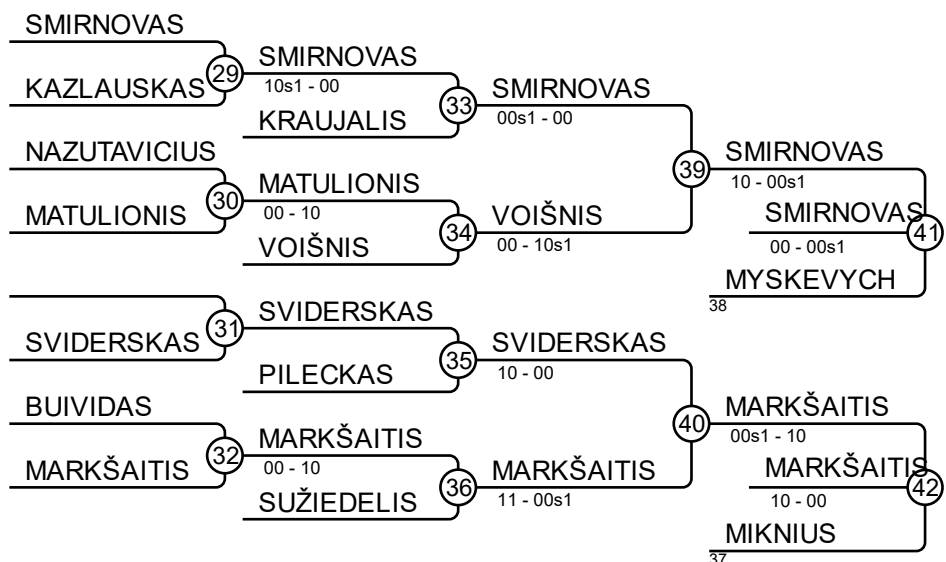 SMIRNOVAS
KAZLAUSKAS
29
SMIRNOVAS
10s1 - 00
KRAUJALIS
33
SMIRNOVAS
00s1 - 00
NAZUTAVICIUS
MATULIONIS
30
MATULIONIS
00 - 10
VOIŠNIS
34
VOIŠNIS
00 - 10s1
39
SMIRNOVAS
10 - 00s1
SMIRNOVAS
00 - 00s1
41
MYSKEVYCH
38
SVIDERSKAS
31
SVIDERSKAS
PILECKAS
35
SVIDERSKAS
10 - 00
BUIVIDAS
MARKŠAITIS
32
MARKŠAITIS
00 - 10
SUŽIEDELIS
36
MARKŠAITIS
11 - 00s1
40
MARKŠAITIS
00s1 - 10
MARKŠAITIS
10 - 00
42
MIKNIUS
37